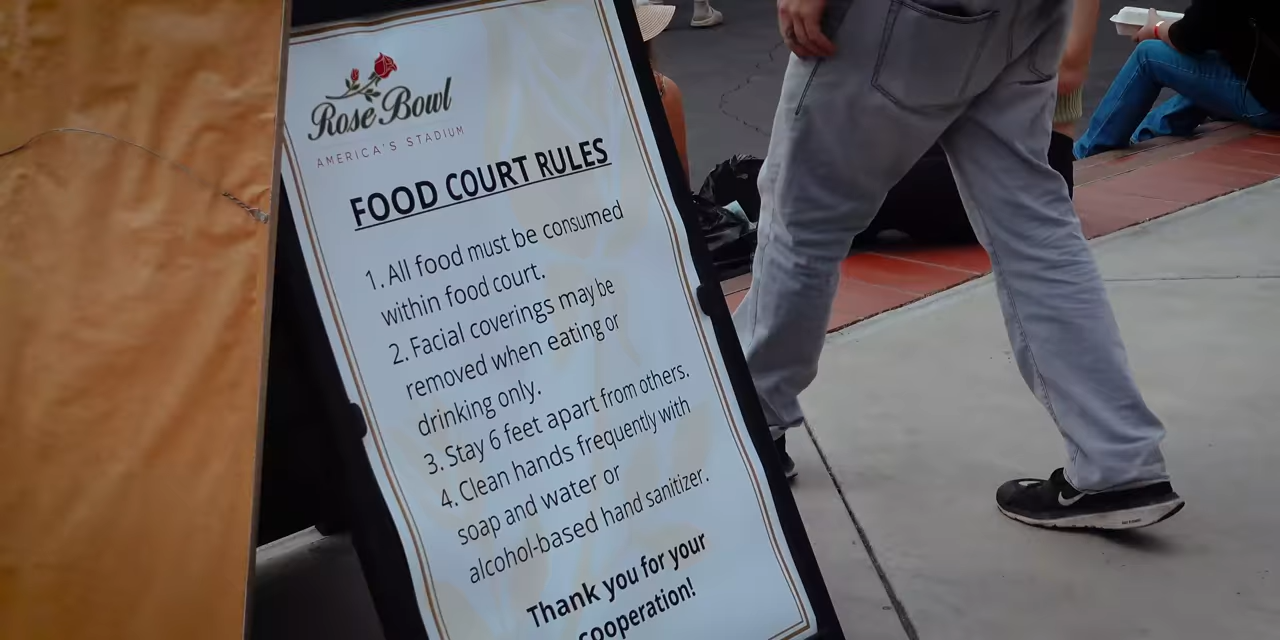 Rose Bowl
AMERICA'S STADIUM
FOOD COURT RULES
1. All food must be consumed
within food court.
2. Facial coverings may be
removed when eating or
drinking only.
3. Stay 6 feet apart from others.
4. Clean hands frequently with
soap and water or
alcohol-based hand sanitizer.
Thank you for your
cooperation!